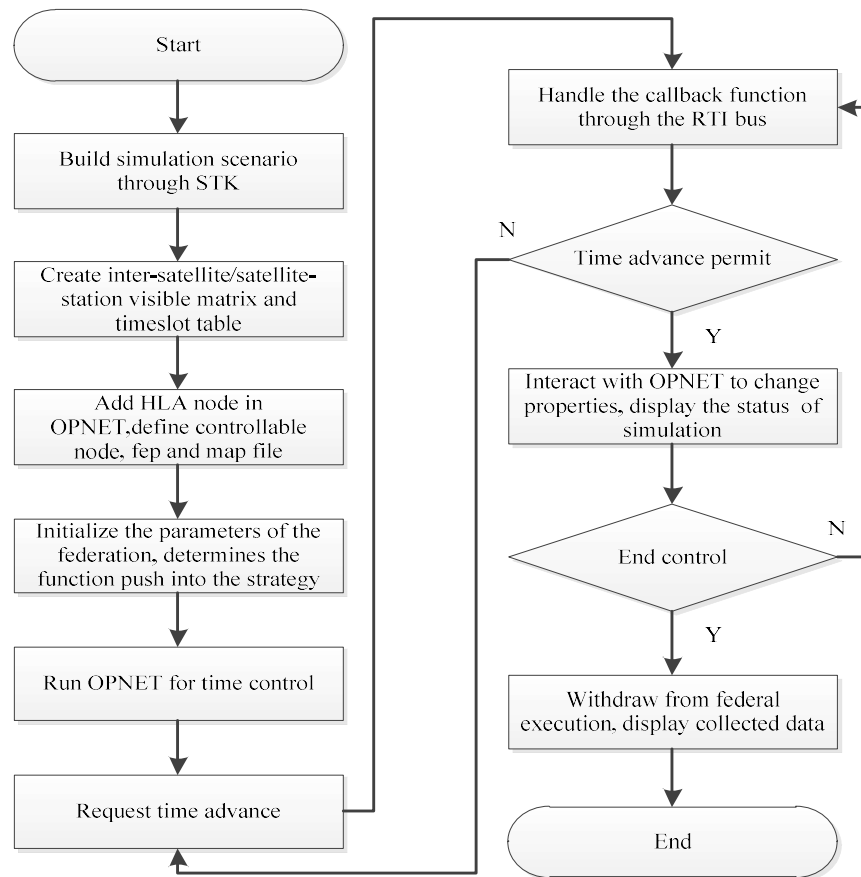 Start
Build simulation scenario
through STK
Create inter-satellite/satellite-
station visible matrix and
timeslot table
Add HLA node in
OPNET,define controllable
node, fep and map file
Initialize the parameters of the
federation, determines the
function push into the strategy
Run OPNET for time control
Request time advance
Handle the callback function
through the RTI bus
N
Time advance permit
Y
Interact with OPNET to change
properties, display the status of
simulation
N
End control
Y
Withdraw from federal
execution, display collected data
End